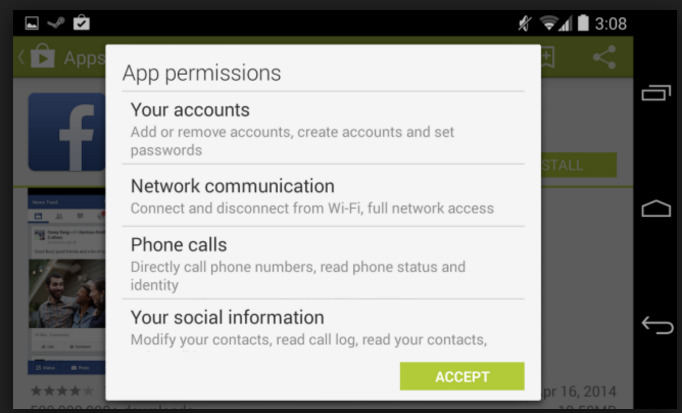 3:08
Apps
App permissions
Your accounts
Add or remove accounts, create accounts and set
passwords
Network communication
Connect and disconnect from Wi-Fi, full network access
Phone calls
Directly call phone numbers, read phone status and
identity
Your social information
Modify your contacts, read call log, read your contacts,
ACCEPT
News Feed
pr 16, 2014